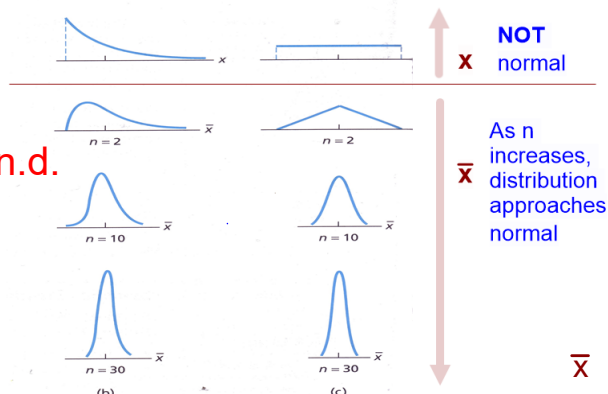 NOT
x
x
normal
x̄
As n
n = 2
n = 2
increases,
n.d.
x̄
distribution
approaches
x̄
n = 10
n = 10
normal
x̄
x̄
n = 30
n = 30
(b)
(c)